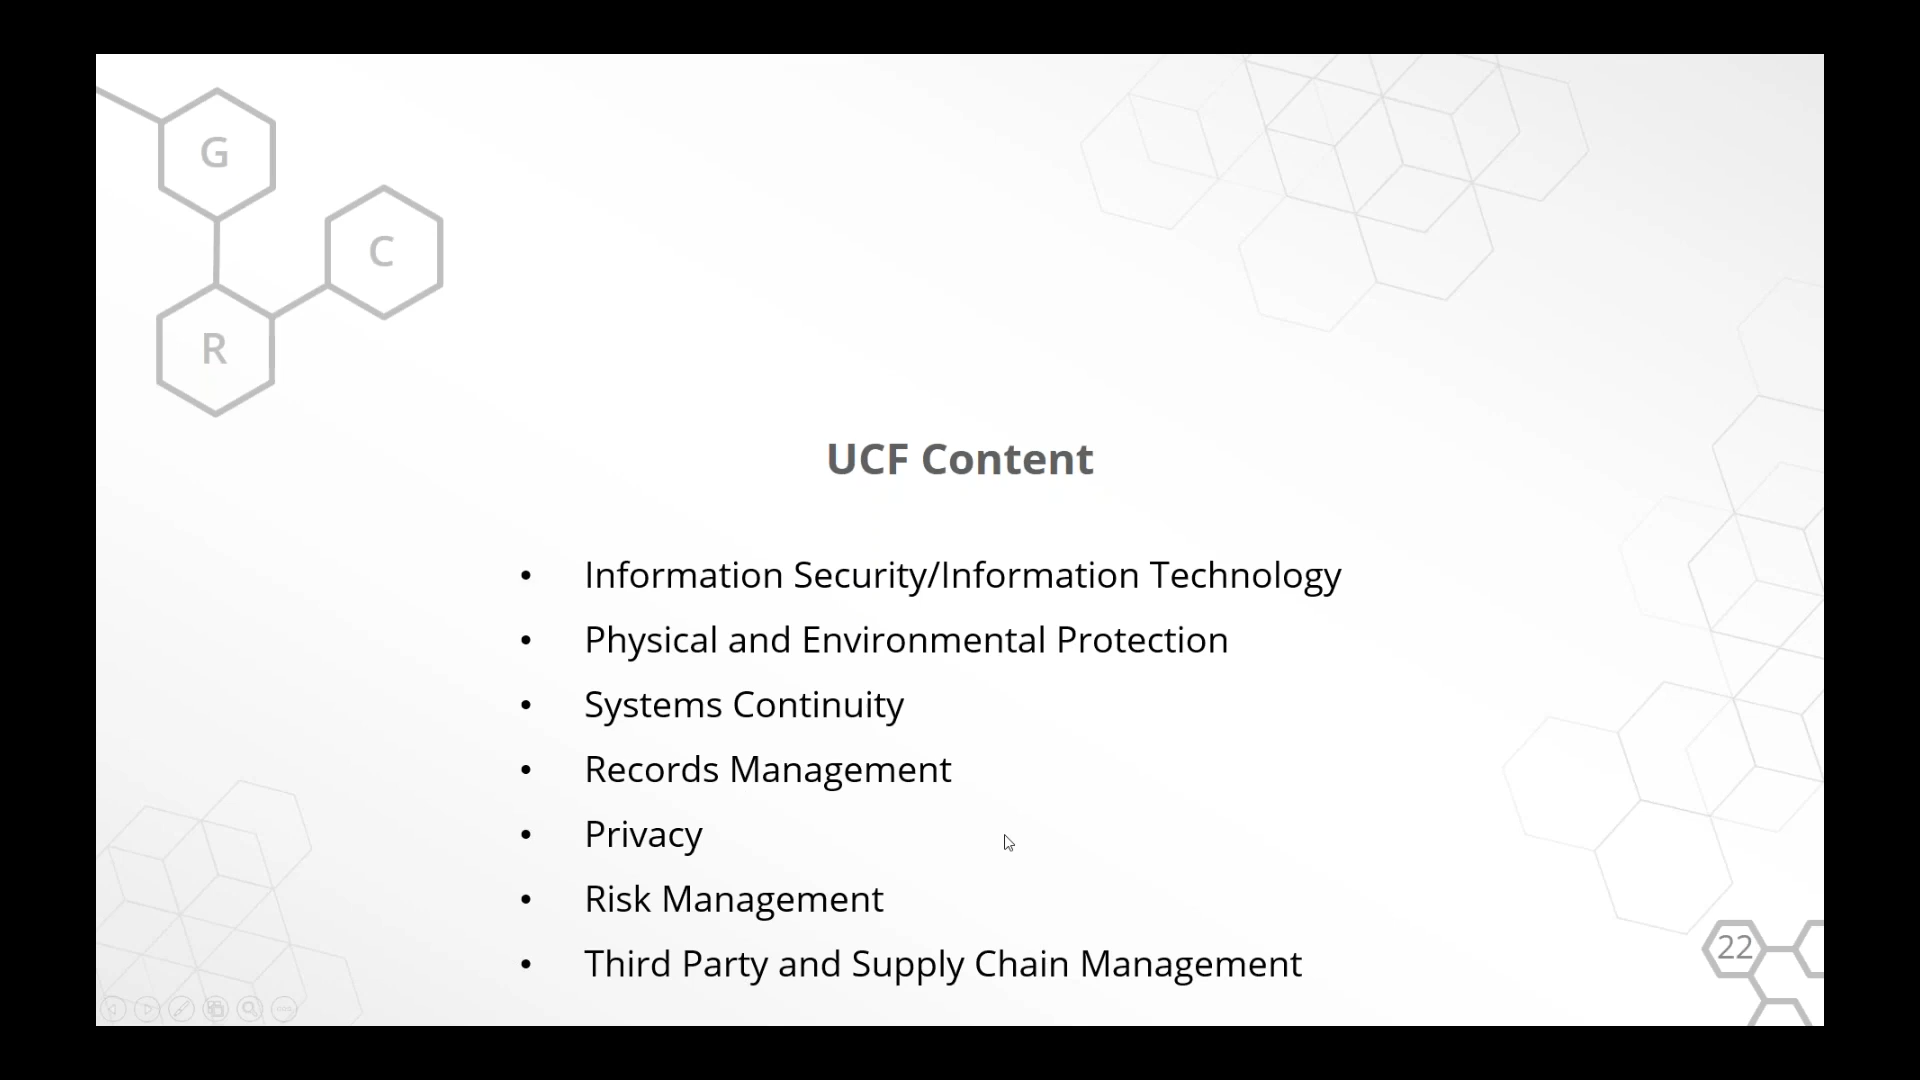 G
C
R
UCF Content
• Information Security/Information Technology
• Physical and Environmental Protection
• Systems Continuity
• Records Management
• Privacy
• Risk Management
• Third Party and Supply Chain Management
22